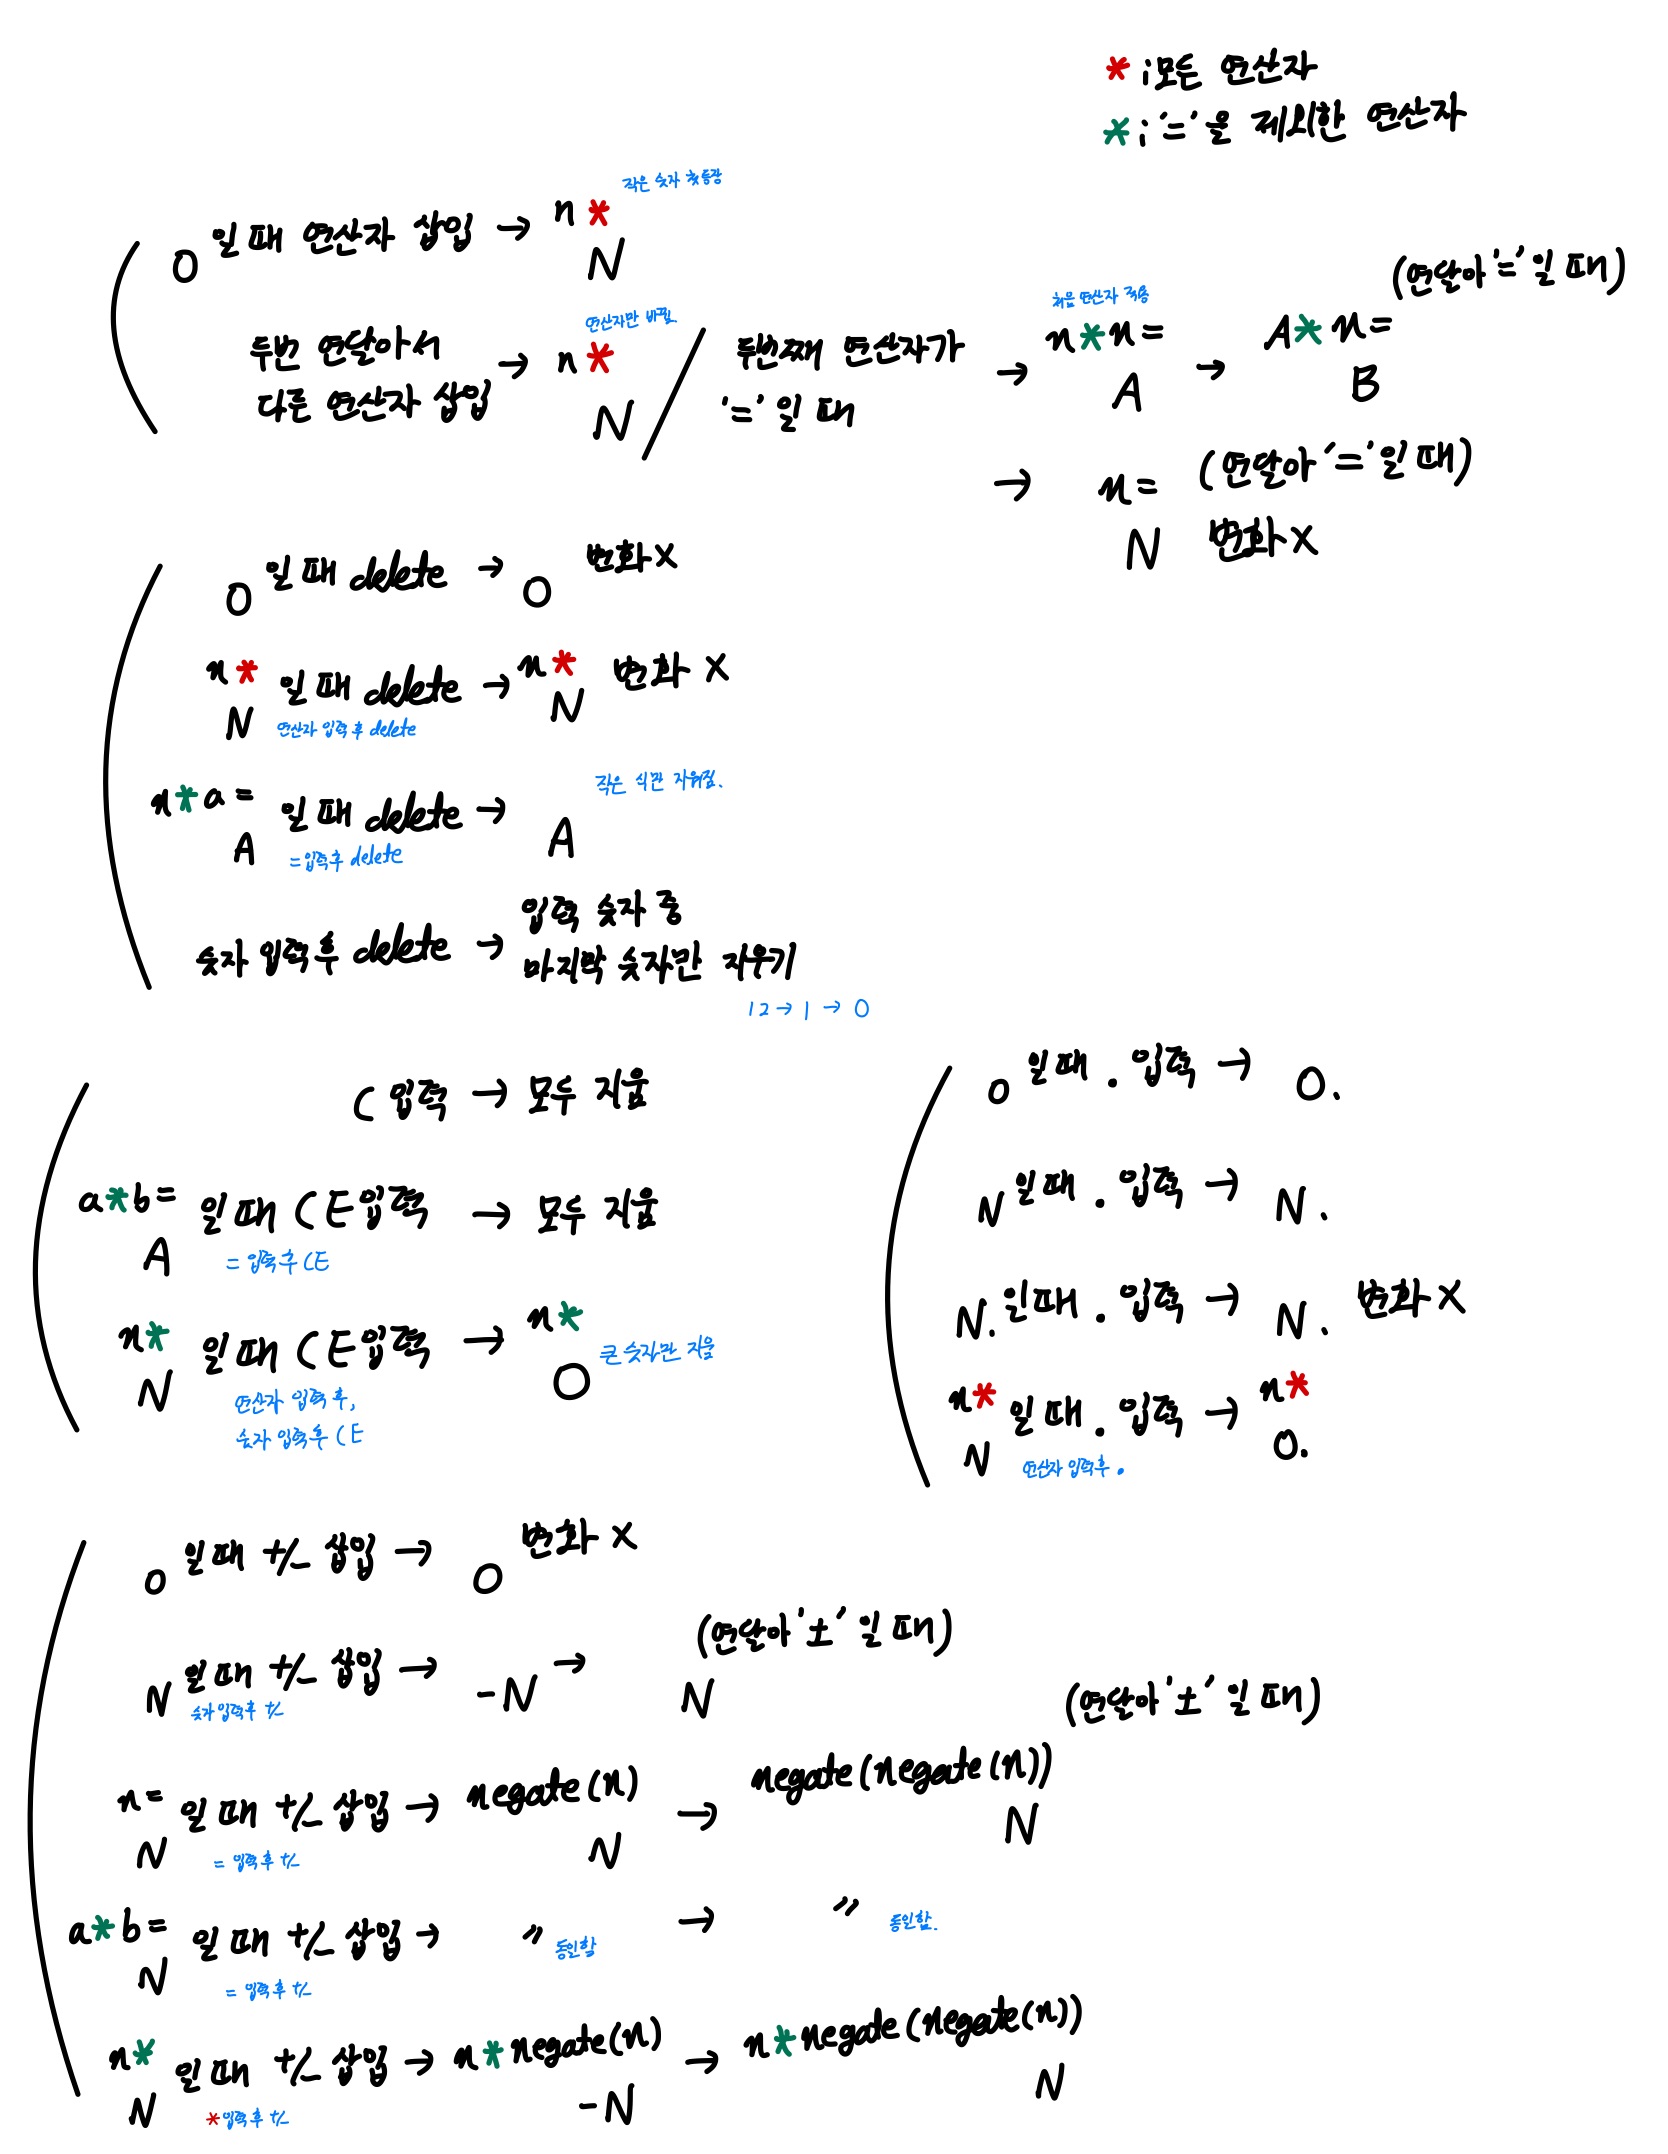 * ; 모든 연산자
* ; '='을 제외한 연산자
작은 숫자 첫등장
0 일 때 연산자 삽입 → n * N
연산자만 바뀜.
두번 연달아서 다른 연산자 삽입 → n * N / 두번째 연산자가 '=' 일 때
처음 연산자 적용
→ n * n = A → A * n = B (연달아 '=' 일 때)
→ n = N (연달아 '=' 일 때) 변화 X
0 일 때 delete → 0 변화 X
n * N 일 때 delete → n * N 변화 X
연산자 입력 후 delete
n * a = A 일 때 delete → A 작은 식만 지워짐.
= 입력 후 delete
숫자 입력 후 delete → 입력 숫자 중 마지막 숫자만 지우기
12 → 1 → 0
C 입력 → 모두 지움
a * b = A 일 때 CE 입력 → 모두 지움
= 입력 후 CE
n * N 일 때 CE 입력 → n * 0 큰 숫자만 지움
연산자 입력 후,
숫자 입력 후 CE
0 일 때 . 입력 → 0.
N 일 때 . 입력 → N.
N. 일 때 . 입력 → N. 변화 X
n * N 일 때 . 입력 → n * 0.
연산자 입력 후 .
0 일 때 +/- 삽입 → 0 변화 X
N 일 때 +/- 삽입 → -N → N (연달아 '±' 일 때)
숫자 입력 후 +/-
n = N 일 때 +/- 삽입 → negate(n) N → negate(negate(n)) N (연달아 '±' 일 때)
= 입력 후 +/-
a * b = N 일 때 +/- 삽입 → 〃 동일함 → 〃 동일함.
= 입력 후 +/-
n * N 일 때 +/- 삽입 → n * negate(n) -N → n * negate(negate(n)) N
* 입력 후 +/-